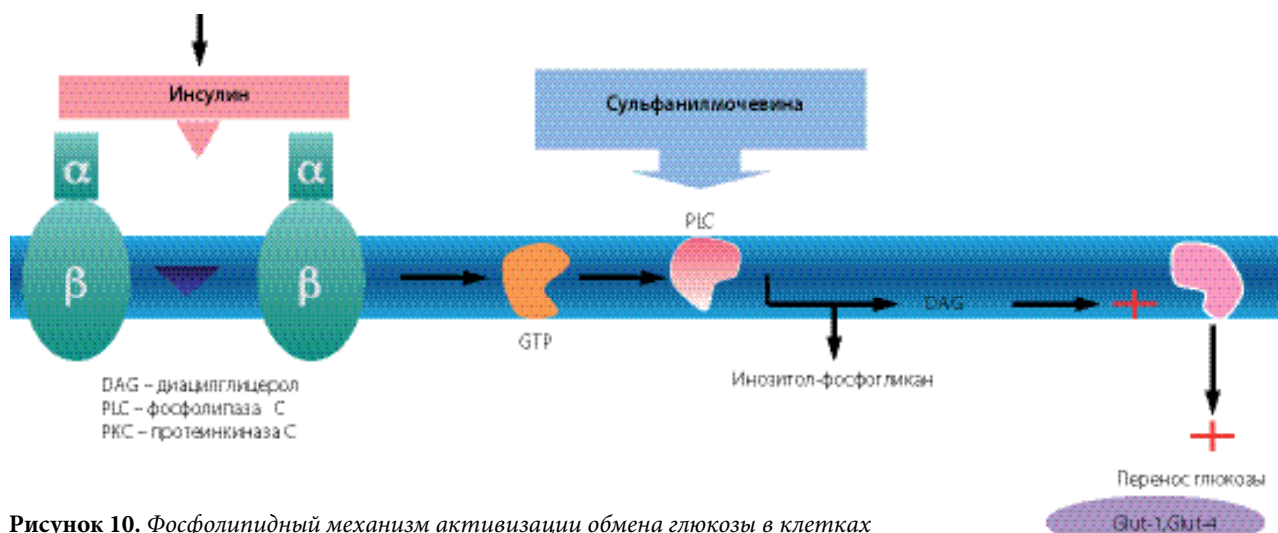 Инсулин
Сульфанилмочевина
α
α
PLC
β
β
DAG
GTP
Инозитол-фосфогликан
DAG – диацилглицерол
PLC – фосфолипаза C
PKC – протеинкиназа C
Перенос глюкозы
Glut-1,Glut-4
Рисунок 10. Фосфолипидный механизм активизации обмена глюкозы в клетках